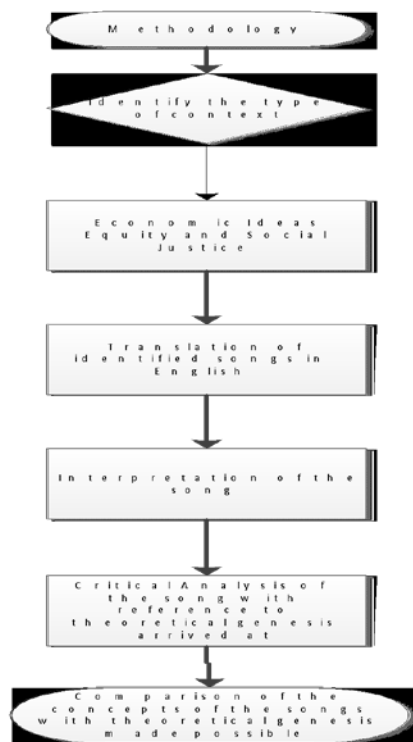 Methodology
Identify the type
of context
Economic Ideas
Equity and Social
Justice
Translation of
identified songs in
English
Interpretation of the
song
Critical Analysis of
the song with
reference to
theoretical genesis
arrived at
Comparison of the
concepts of the songs
with theoretical genesis
made possible